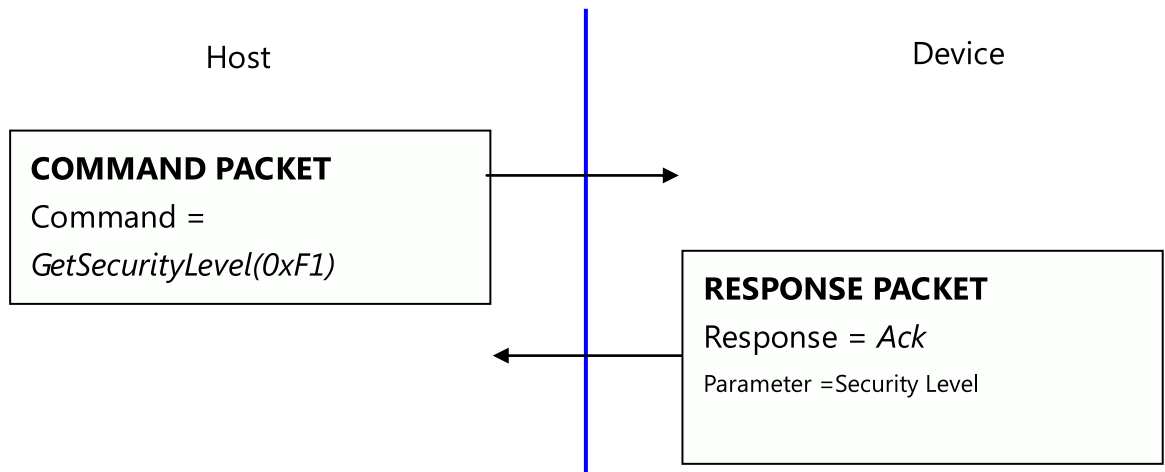 Host
Device
COMMAND PACKET
Command =
GetSecurityLevel(0xF1)
RESPONSE PACKET
Response = Ack
Parameter =Security Level